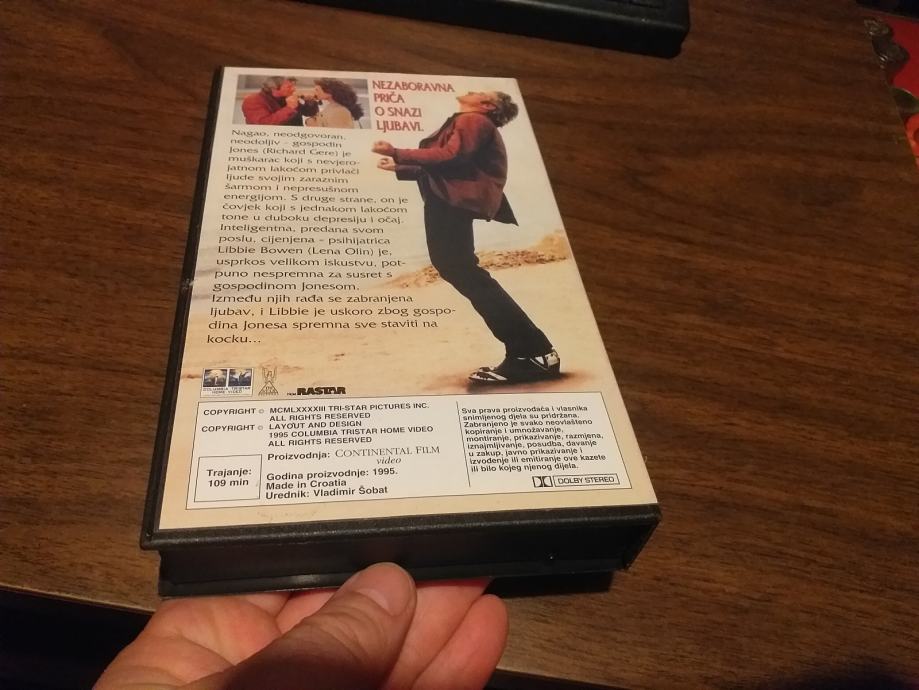 NEZABORAVNA
PRIČA
O SNAZI
LJUBAVI.
Nagao, neodgovoran,
neodoljiv - gospodin
Jones (Richard Gere) je
muškarac koji s nevjero-
jatnom lakoćom privlači
ljude svojim zaraznim
šarmom i nepresušnom
energijom. S druge strane, on je
čovjek koji s jednakom lakoćom
tone u duboku depresiju i očaj.
Inteligentna, predana svom
poslu, cijenjena - psihijatrica
Libbie Bowen (Lena Olin) je,
usprkos velikom iskustvu, pot-
puno nespremna za susret s
gospodinom Jonesom.
Između njih rađa se zabranjena
ljubav, i Libbie je uskoro zbog gospo-
dina Jonesa spremna sve staviti na
kocku...
COLUMBIA TRISTAR
HOME VIDEO
FROM RASTAR
COPYRIGHT © MCMLXXXXIII TRI-STAR PICTURES INC.
ALL RIGHTS RESERVED
COPYRIGHT © LAYOUT AND DESIGN
1995 COLUMBIA TRISTAR HOME VIDEO
ALL RIGHTS RESERVED
Proizvodnja: CONTINENTAL FILM
video
Trajanje:
109 min
Godina proizvodnje: 1995.
Made in Croatia
Urednik: Vladimir Šobat
Sva prava proizvođača i vlasnika
snimljenog djela su pridržana.
Zabranjeno je svako neovlašteno
kopiranje i umnožavanje,
montiranje, prikazivanje, razmjena,
iznajmljivanje, posudba, davanje
u zakup, javno prikazivanje i
izvođenje ili emitiranje ove kazete
ili bilo kojeg njenog dijela.
DOLBY STEREO